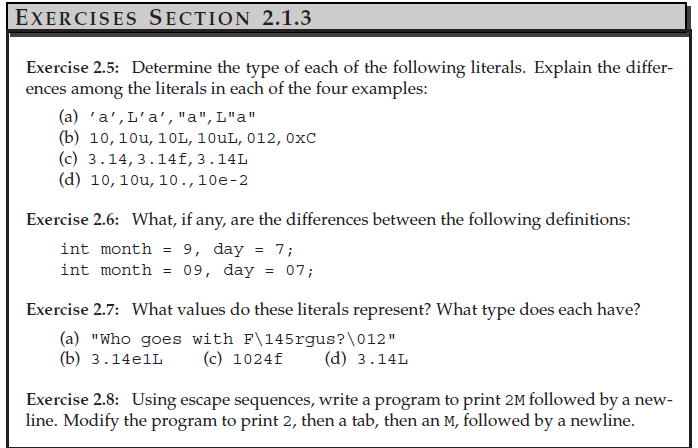 EXERCISES SECTION 2.1.3
Exercise 2.5: Determine the type of each of the following literals. Explain the differ-
ences among the literals in each of the four examples:
(a) 'a', L'a', "a", L"a"
(b) 10, 10u, 10L, 10uL, 012, 0xC
(c) 3.14, 3.14f, 3.14L
(d) 10, 10u, 10., 10e-2
Exercise 2.6: What, if any, are the differences between the following definitions:
int month = 9, day = 7;
int month = 09, day = 07;
Exercise 2.7: What values do these literals represent? What type does each have?
(a) "Who goes with F\145rgus?\012"
(b) 3.14e1L (c) 1024f (d) 3.14L
Exercise 2.8: Using escape sequences, write a program to print 2M followed by a new-
line. Modify the program to print 2, then a tab, then an M, followed by a newline.